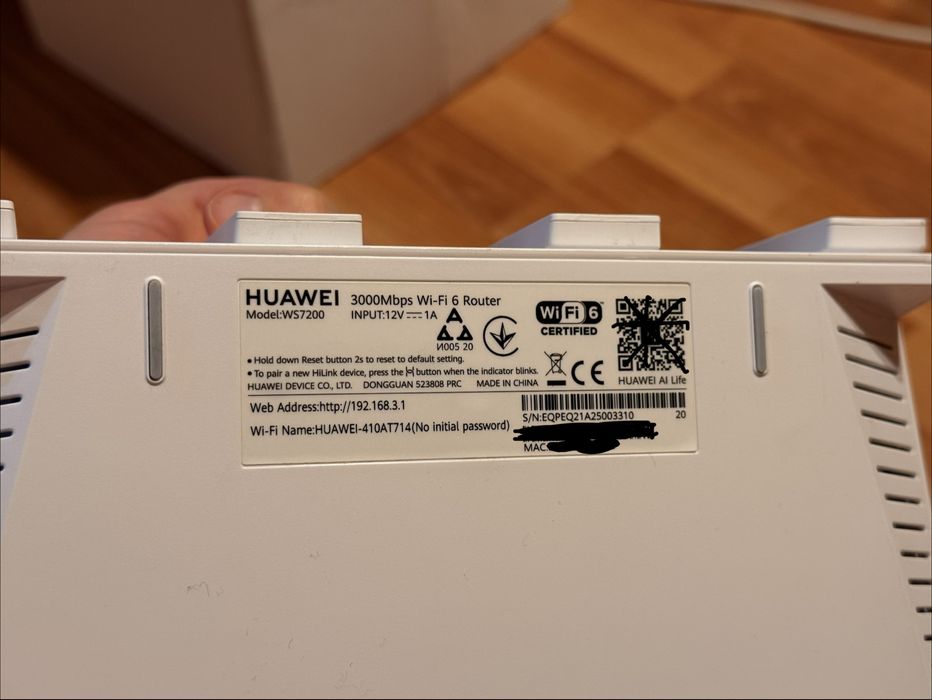 HUAWEI 3000Mbps Wi-Fi 6 Router
Model:WS7200 INPUT:12V⎓1A
И005 20
Wi Fi 6
CERTIFIED
• Hold down Reset button 2s to reset to default setting.
• To pair a new HiLink device, press the [H] button when the indicator blinks.
HUAWEI DEVICE CO., LTD. DONGGUAN 523808 PRC MADE IN CHINA
CE
HUAWEI AI Life
Web Address:http://192.168.3.1
S/N:EQPEQ21A25003310 20
Wi-Fi Name:HUAWEI-410AT714(No initial password)
MAC: